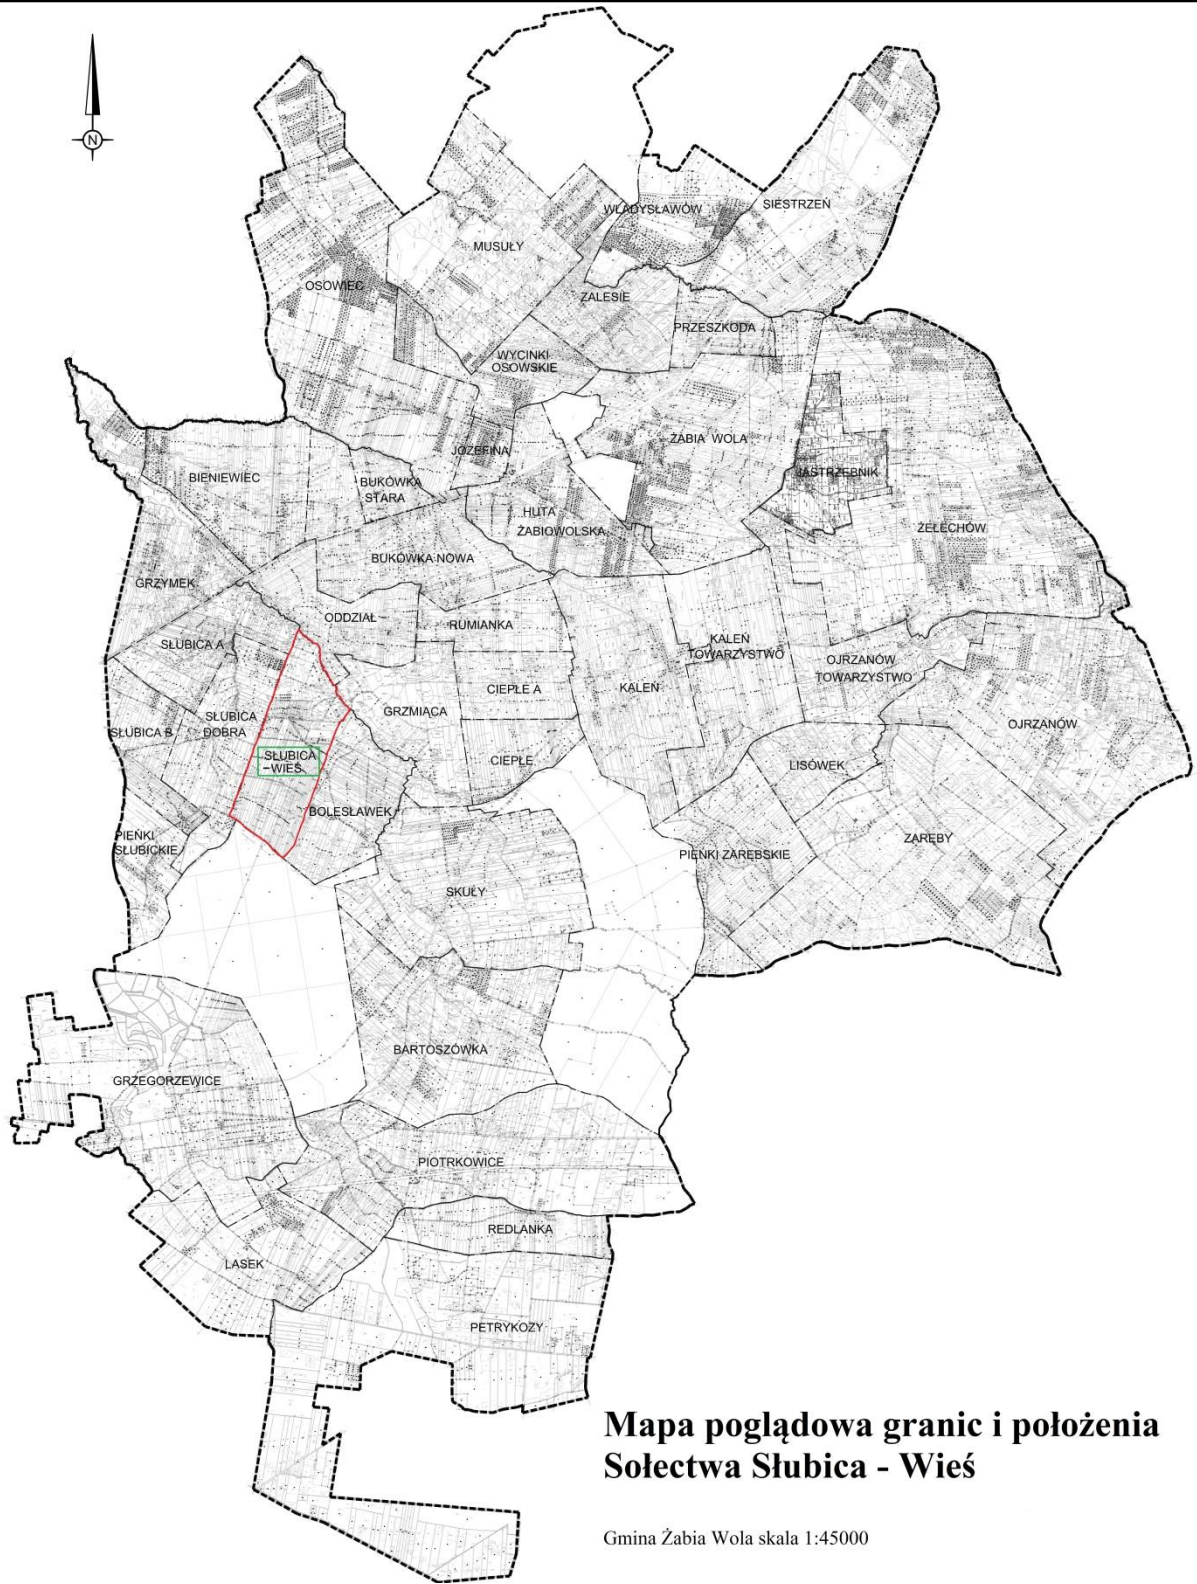 N
WŁADYSŁAWÓW
SIESTRZEŃ
MUSUŁY
OSOWIEC
ZALESIE
PRZESZKODA
WYCINKI
OSOWSKIE
ŻABIA WOLA
JÓZEFINA
JASTRZĘBNIK
BIENIEWIEC
BUKÓWKA
STARA
HUTA
ŻABIOWOLSKA
ŻELECHÓW
BUKÓWKA NOWA
GRZYMEK
ODDZIAŁ
RUMIANKA
SŁUBICA A
KALEŃ
TOWARZYSTWO
OJRZANÓW
TOWARZYSTWO
CIEPŁE A
KALEŃ
GRZMIĄCA
SŁUBICA
DOBRA
SŁUBICA B
OJRZANÓW
SŁUBICA
-WIEŚ
CIEPŁE
LISÓWEK
BOLESŁAWEK
PIEŃKI
SŁUBICKIE
ZARĘBY
PIEŃKI ZARĘBSKIE
SKUŁY
BARTOSZÓWKA
GRZEGORZEWICE
PIOTRKOWICE
REDLANKA
LASEK
PETRYKOZY
Mapa poglądowa granic i położenia
Sołectwa Słubica - Wieś
Gmina Żabia Wola skala 1:45000